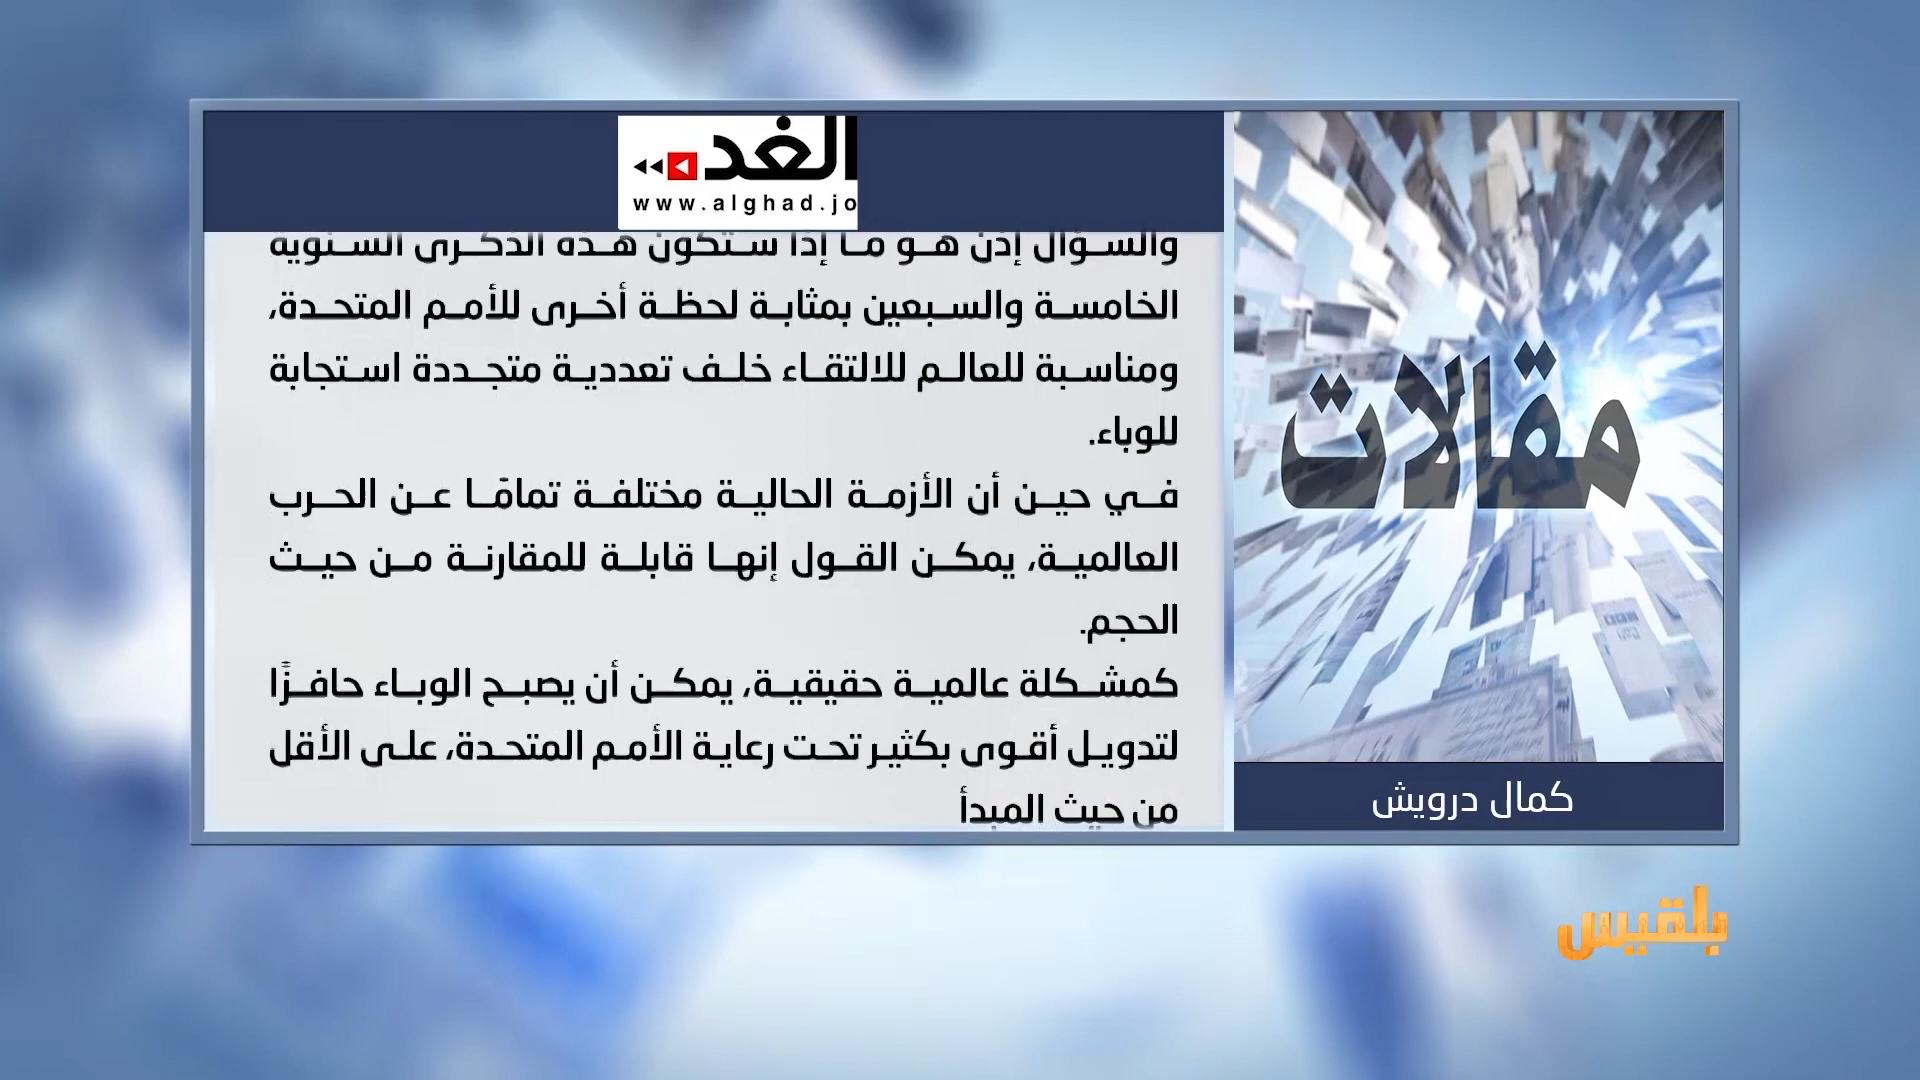 الغد
www.alghad.jo
والسؤال إذن هو ما إذا ستكون هذه الذكرى السنوية
الخامسة والسبعين بمثابة لحظة أخرى للأمم المتحدة،
ومناسبة للعالم للالتقاء خلف تعددية متجددة استجابة
للوباء.
في حين أن الأزمة الحالية مختلفة تمامًا عن الحرب
العالمية، يمكن القول إنها قابلة للمقارنة من حيث
الحجم.
كمشكلة عالمية حقيقية، يمكن أن يصبح الوباء حافزًا
لتدويل أقوى بكثير تحت رعاية الأمم المتحدة، على الأقل
من حيث المبدأ
مقالات
كمال درويش
بلقيس